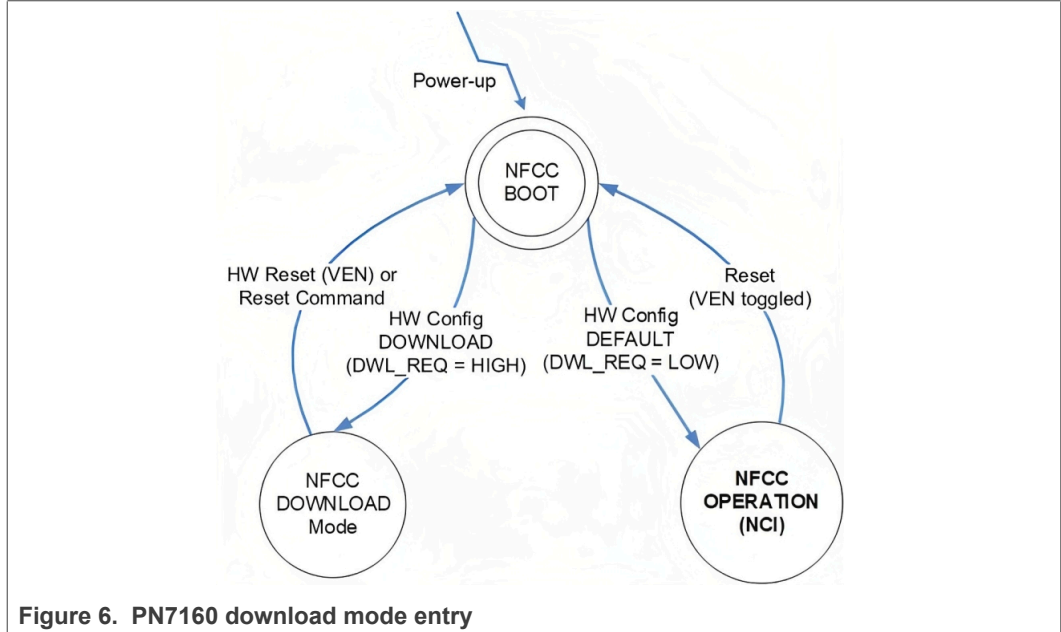 Power-up
NFCC
BOOT
HW Reset (VEN) or
Reset Command
HW Config
DOWNLOAD
(DWL_REQ = HIGH)
HW Config
DEFAULT
(DWL_REQ = LOW)
Reset
(VEN toggled)
NFCC
DOWNLOAD
Mode
NFCC
OPERATION
(NCI)
Figure 6. PN7160 download mode entry